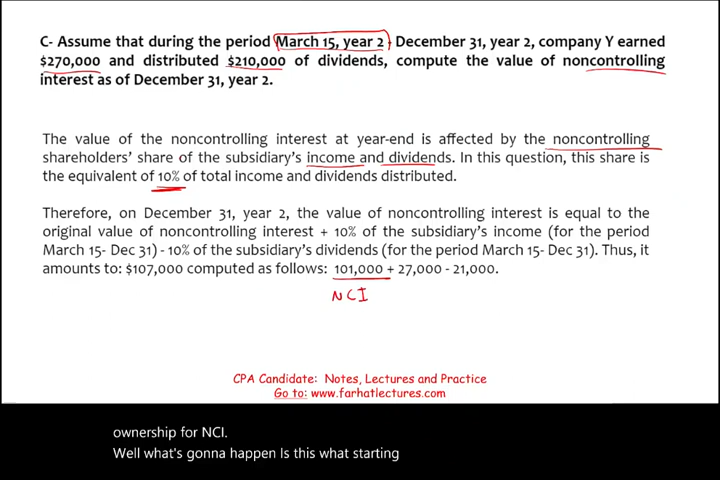 C- Assume that during the period March 15, year 2 - December 31, year 2, company Y earned
$270,000 and distributed $210,000 of dividends, compute the value of noncontrolling
interest as of December 31, year 2.
The value of the noncontrolling interest at year-end is affected by the noncontrolling
shareholders' share of the subsidiary's income and dividends. In this question, this share is
the equivalent of 10% of total income and dividends distributed.
Therefore, on December 31, year 2, the value of noncontrolling interest is equal to the
original value of noncontrolling interest + 10% of the subsidiary's income (for the period
March 15- Dec 31) - 10% of the subsidiary's dividends (for the period March 15- Dec 31). Thus, it
amounts to: $107,000 computed as follows: 101,000 + 27,000 - 21,000.
NCI
CPA Candidate: Notes, Lectures and Practice
Go to: www.farhatlectures.com
ownership for NCI.
Well what's gonna happen Is this what starting